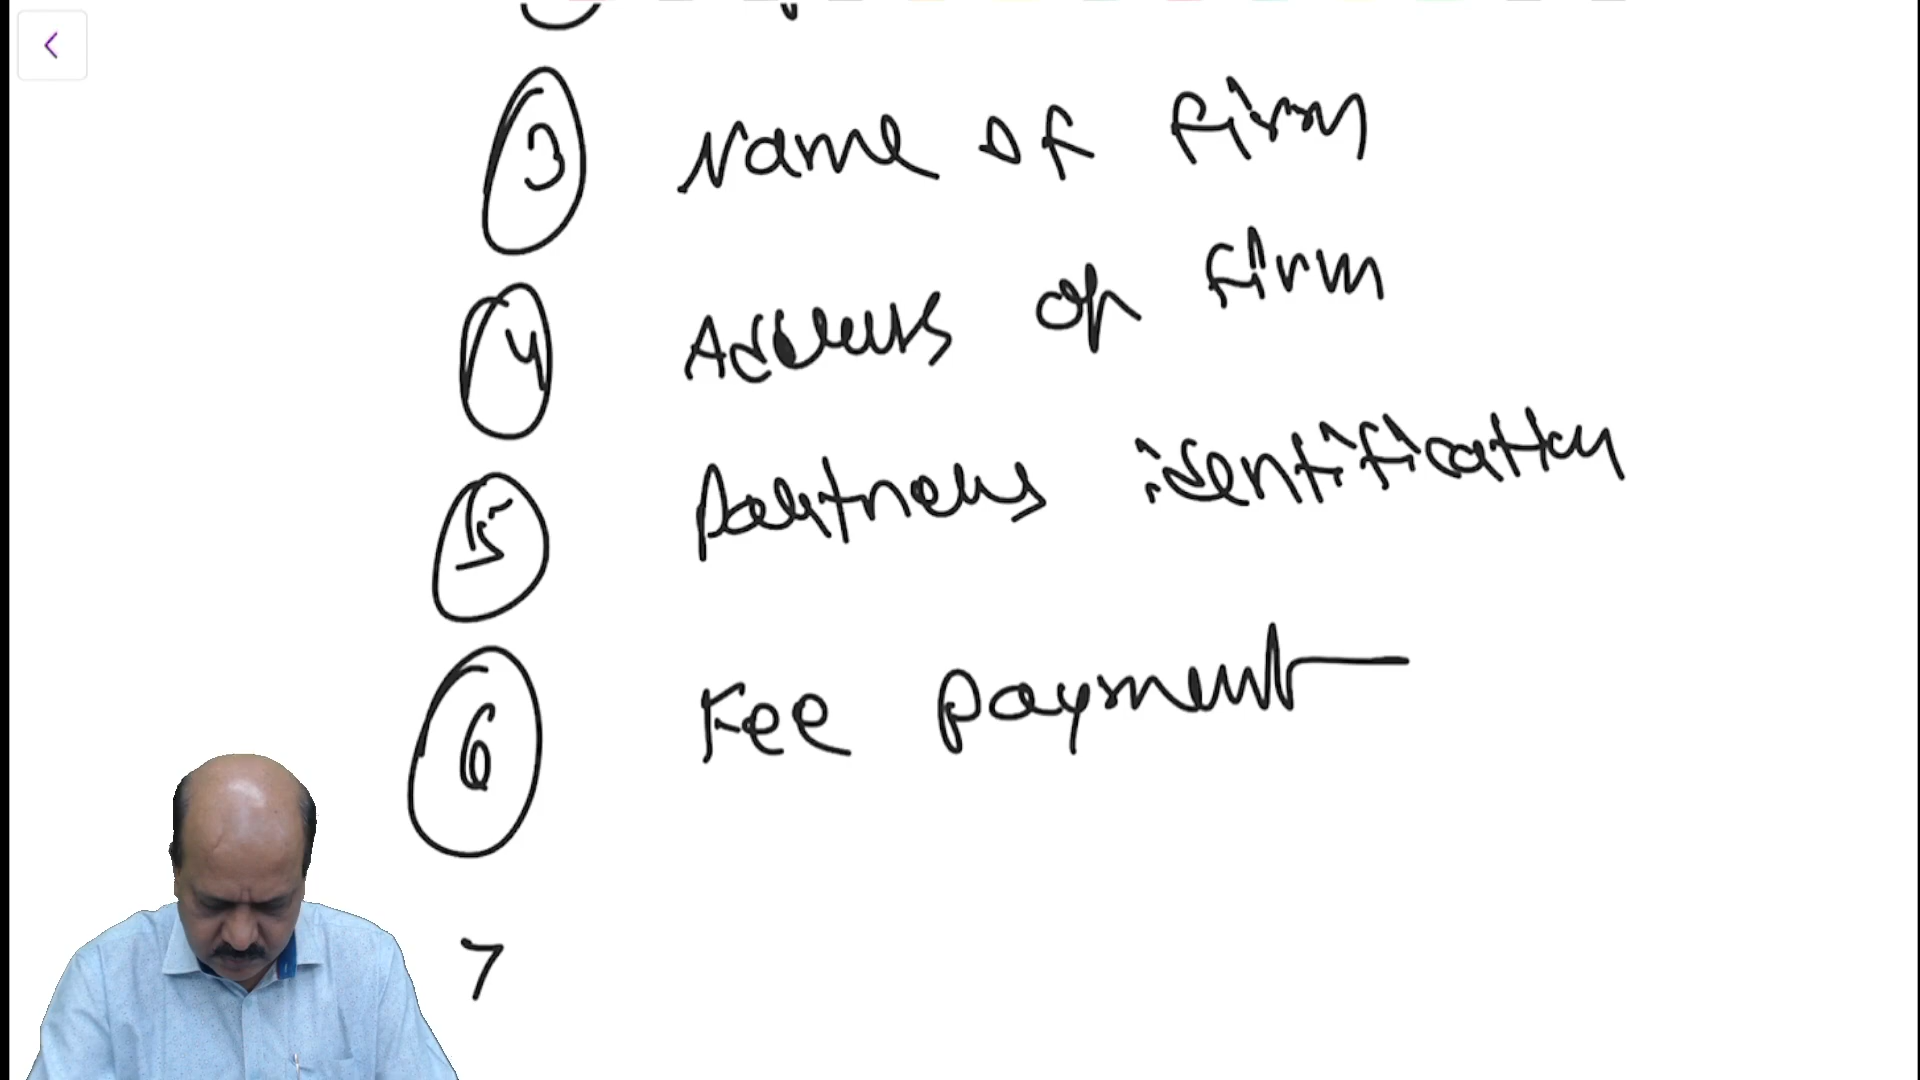 3 Name of firm
4 Address of firm
5 Partners identification
6 Fee payment
7